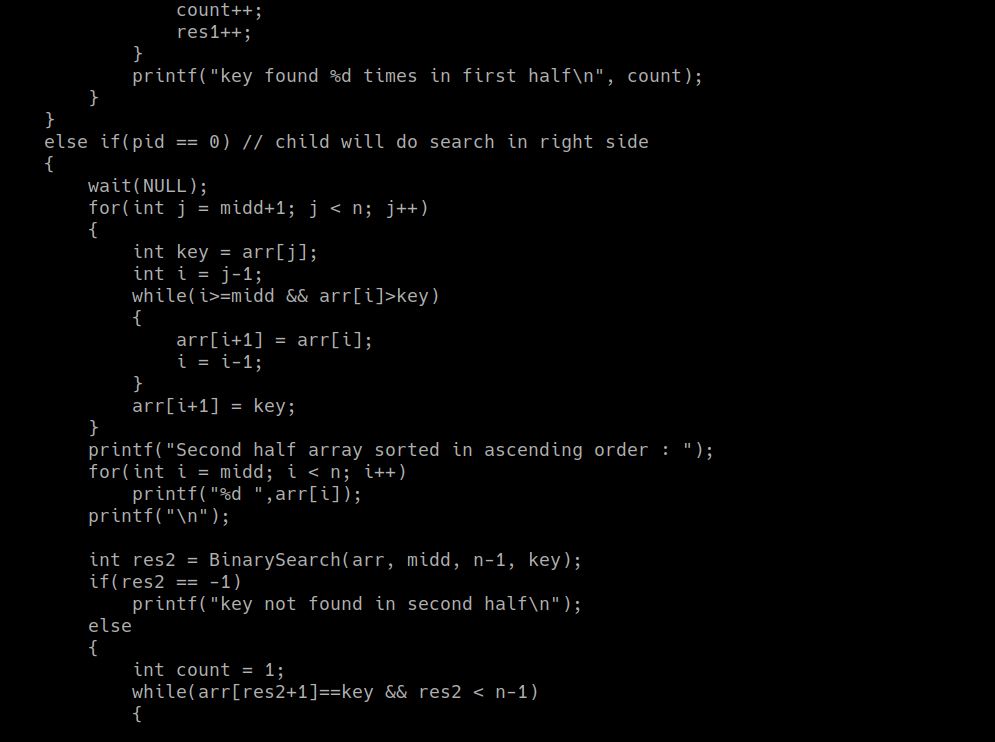 count++;
            res1++;
        }
        printf("key found %d times in first half\n", count);
    }
}
else if(pid == 0) // child will do search in right side
{
    wait(NULL);
    for(int j = midd+1; j < n; j++)
    {
        int key = arr[j];
        int i = j-1;
        while(i>=midd && arr[i]>key)
        {
            arr[i+1] = arr[i];
            i = i-1;
        }
        arr[i+1] = key;
    }
    printf("Second half array sorted in ascending order : ");
    for(int i = midd; i < n; i++)
        printf("%d ",arr[i]);
    printf("\n");

    int res2 = BinarySearch(arr, midd, n-1, key);
    if(res2 == -1)
        printf("key not found in second half\n");
    else
    {
        int count = 1;
        while(arr[res2+1]==key && res2 < n-1)
        {